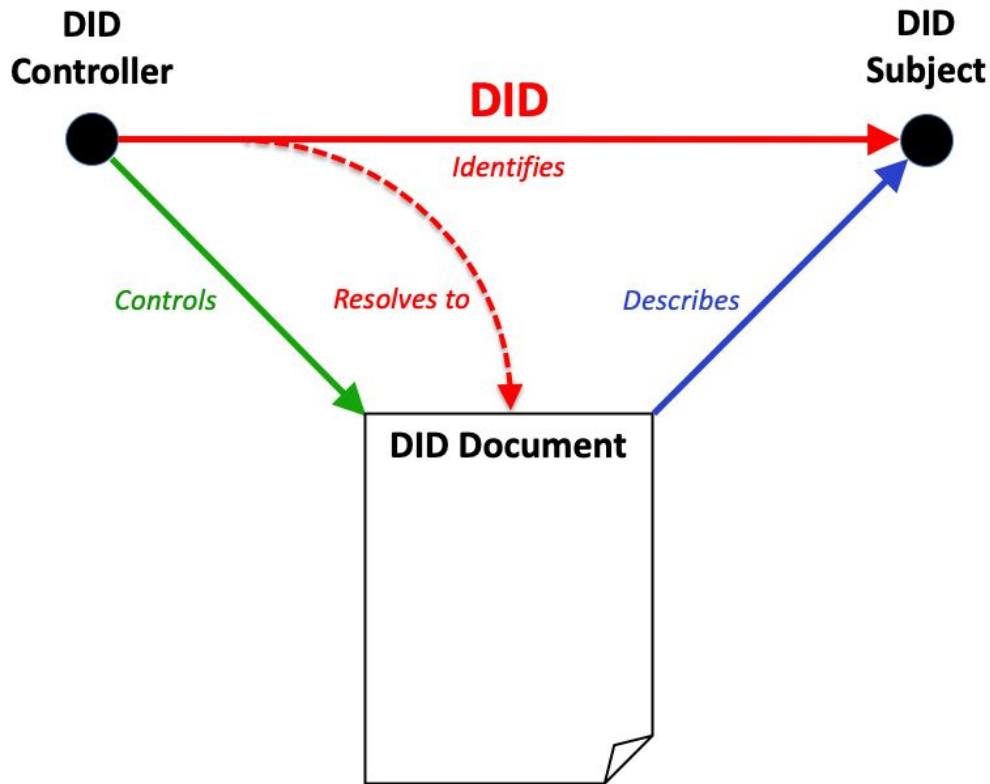 DID
Controller
DID
Subject
DID
Identifies
Controls
Resolves to
Describes
DID Document